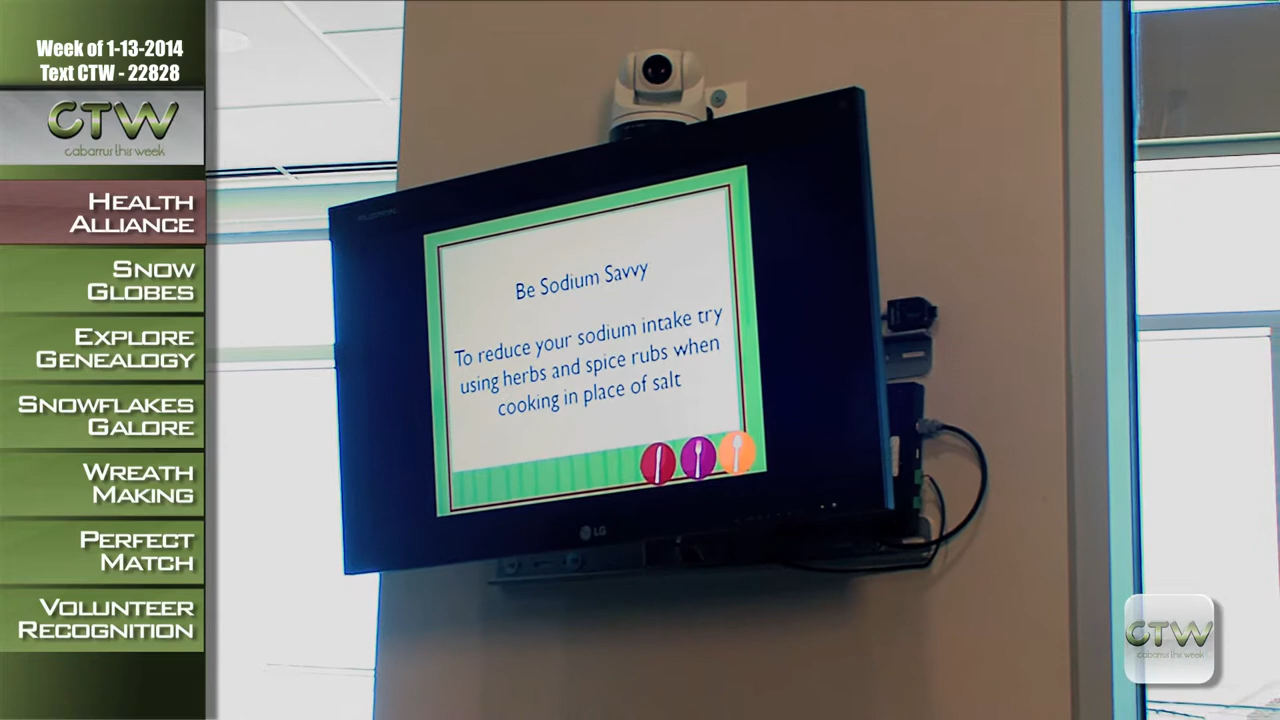 Week of 1-13-2014
Text CTW - 22828
CTW
cabarrus this week
HEALTH
ALLIANCE
SNOW
GLOBES
EXPLORE
GENEALOGY
SNOWFLAKES
GALORE
WREATH
MAKING
PERFECT
MATCH
VOLUNTEER
RECOGNITION
Be Sodium Savvy
To reduce your sodium intake try
using herbs and spice rubs when
cooking in place of salt
LG
CTW
cabarrus this week